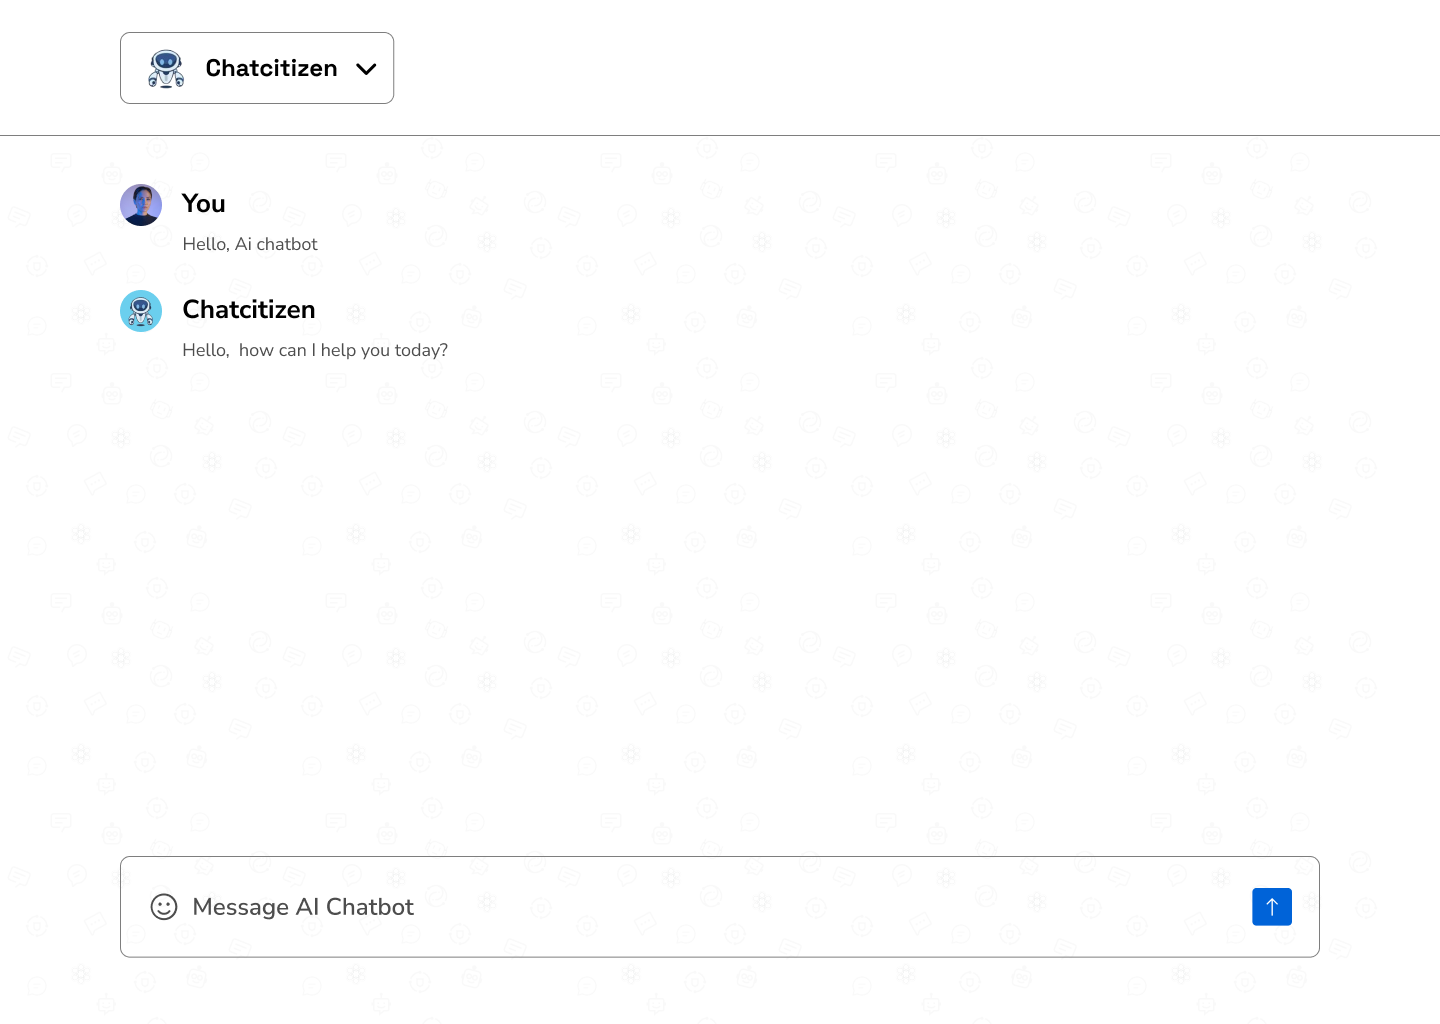 Chatcitizen
You
Hello, Ai chatbot
Chatcitizen
Hello, how can I help you today?
Message AI Chatbot